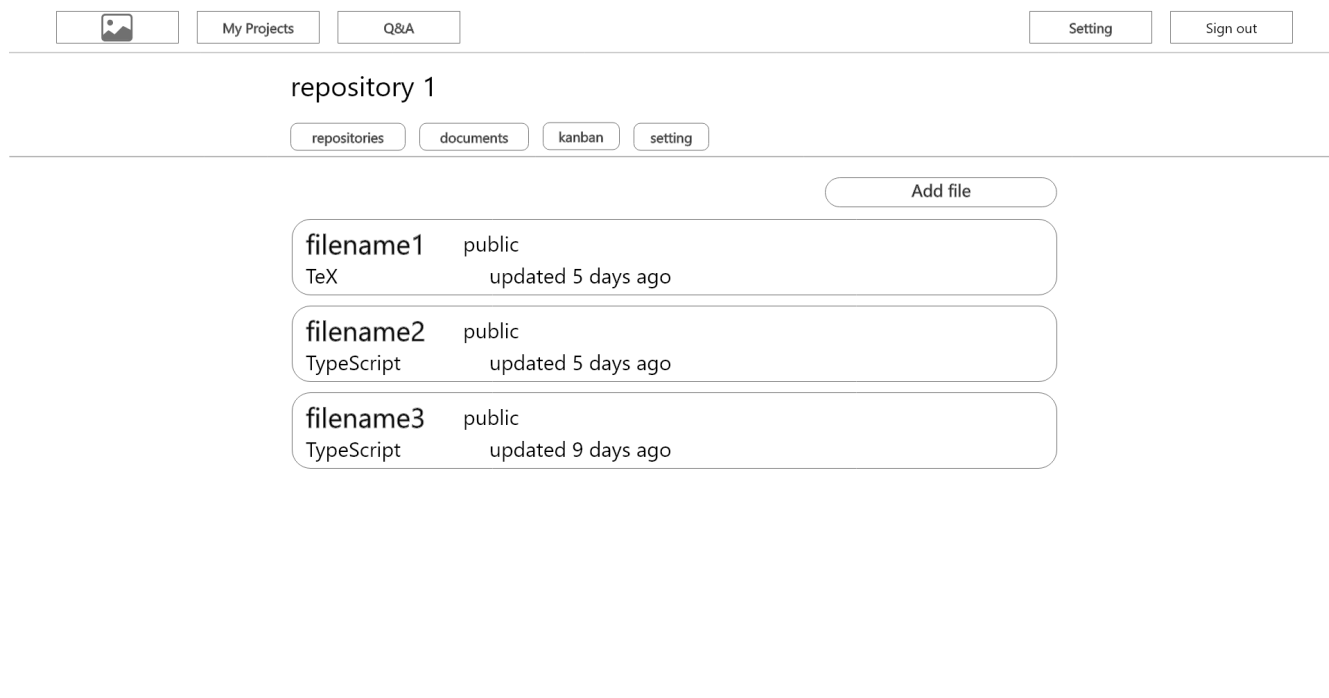 My Projects Q&A Setting Sign out
repository 1
repositories documents kanban setting
Add file
filename1 public
TeX updated 5 days ago
filename2 public
TypeScript updated 5 days ago
filename3 public
TypeScript updated 9 days ago